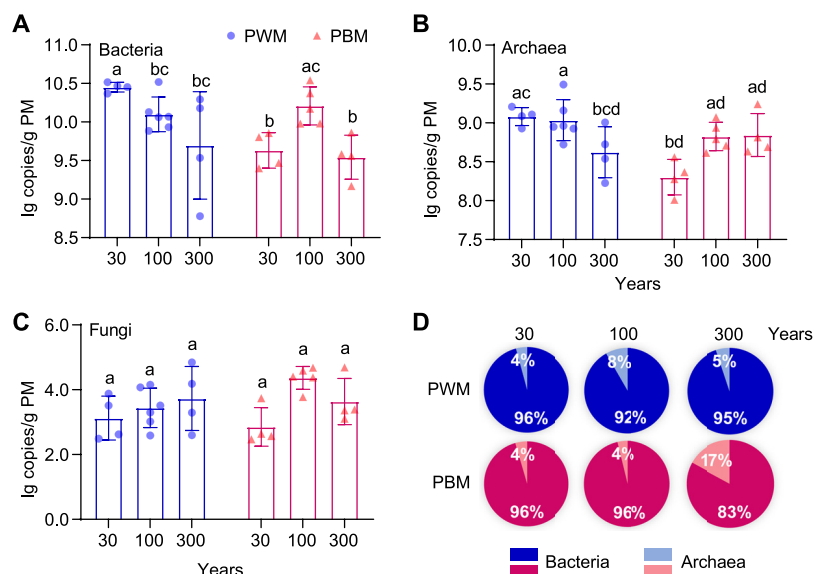 A
Bacteria
PWM
PBM
lg copies/g PM
11.0
10.5
10.0
9.5
9.0
8.5
a
bc
bc
b
ac
b
30
100
300
30
100
300
B
Archaea
lg copies/g PM
9.0
8.5
8.0
7.5
9.0
ac
a
bcd
bd
ad
ad
30
100
300
30
100
300
Years
C
Fungi
lg copies/g PM
6.0
4.0
2.0
0.0
a
a
a
a
a
a
30
100
300
30
100
300
Years
D
30
100
300
Years
PWM
4%
96%
8%
92%
5%
95%
PBM
4%
96%
4%
96%
17%
83%
Bacteria
Archaea